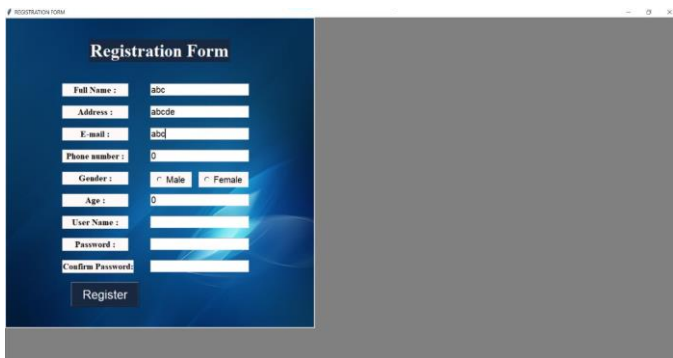 REGISTRATION FORM
Registration Form
Full Name : abc
Address : abcde
E-mail : abc
Phone number : 0
Gender : Male Female
Age : 0
User Name :
Password :
Confirm Password:
Register